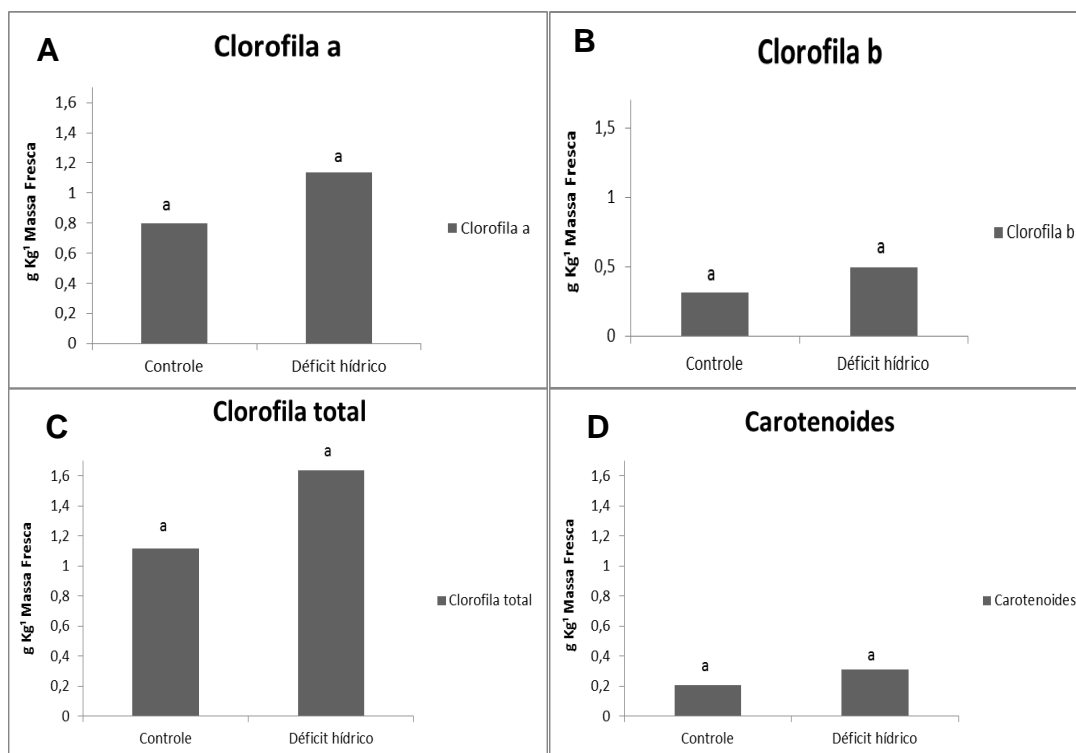 A
Clorofila a
g Kg¹ Massa Fresca
1,6
1,4
1,2
1
0,8
0,6
0,4
0,2
0
a
a
Controle
Déficit hídrico
Clorofila a
B
Clorofila b
g Kg¹ Massa Fresca
1,5
1
0,5
0
a
a
Controle
Déficit hídrico
Clorofila b
C
Clorofila total
g Kg¹ Massa Fresca
1,6
1,4
1,2
1
0,8
0,6
0,4
0,2
0
a
a
Controle
Déficit hídrico
Clorofila total
D
Carotenoides
g Kg¹ Massa Fresca
1,6
1,4
1,2
1
0,8
0,6
0,4
0,2
0
a
a
Controle
Déficit hídrico
Carotenoides